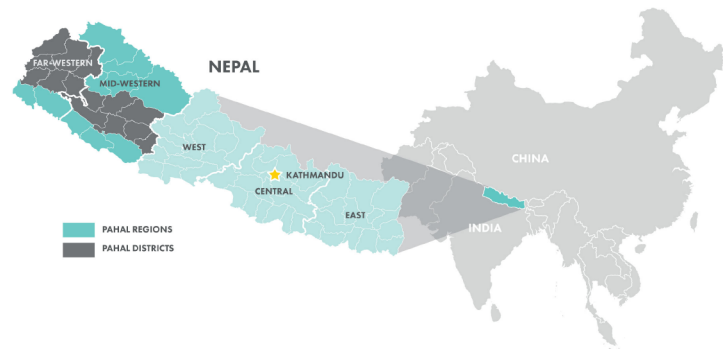 FAR-WESTERN
NEPAL
MID-WESTERN
WEST
CHINA
KATHMANDU
CENTRAL
EAST
INDIA
PAHAL REGIONS
PAHAL DISTRICTS